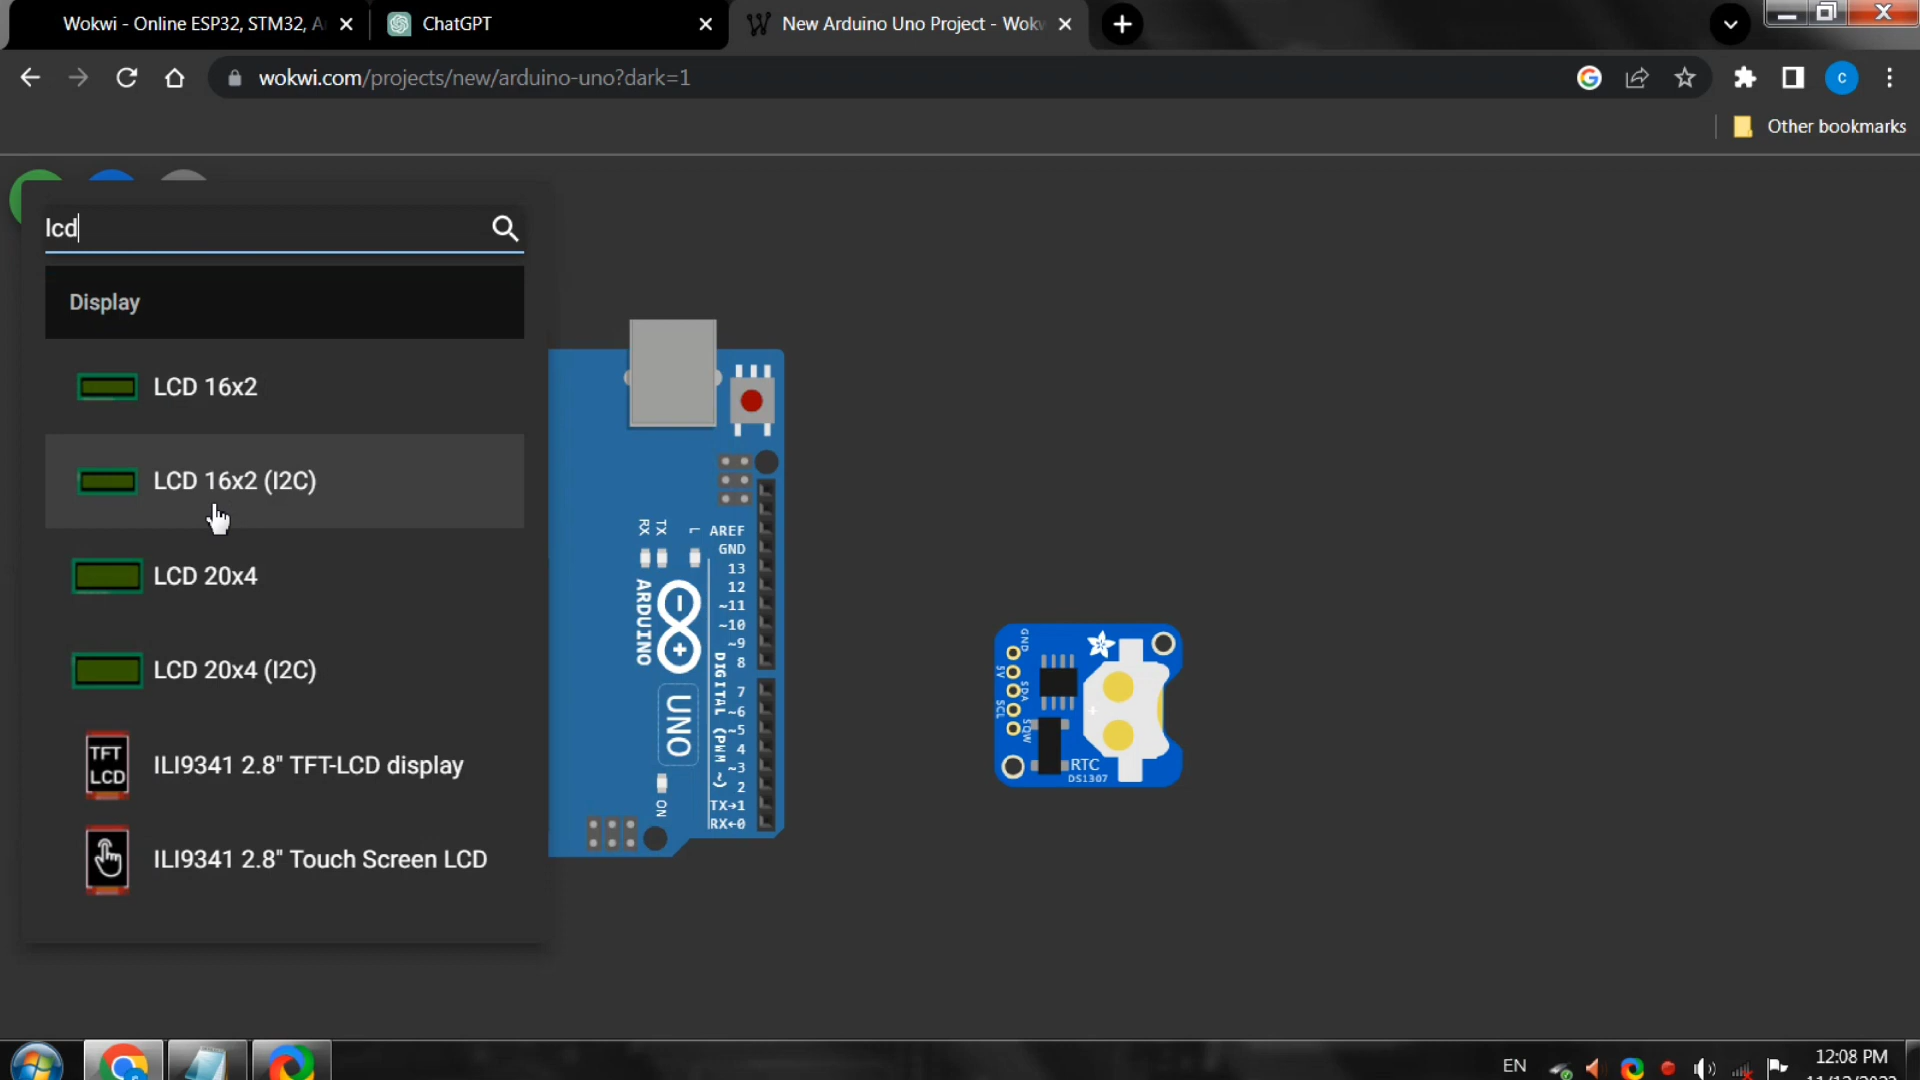 Wokwi - Online ESP32, STM32, A
ChatGPT
New Arduino Uno Project - Wokw
wokwi.com/projects/new/arduino-uno?dark=1
c
Other bookmarks
lcd
Display
LCD 16x2
LCD 16x2 (I2C)
LCD 20x4
LCD 20x4 (I2C)
TFT
LCD
ILI9341 2.8" TFT-LCD display
ILI9341 2.8" Touch Screen LCD
RX
TX
L
AREF
GND
13
12
~11
~10
~9
8
7
~6
~5
4
~3
2
TX→1
RX←0
DIGITAL (PWM ~)
ARDUINO
UNO
ON
GND
5V
SDA
SCL
SQW
RTC
DS1307
EN
12:08 PM